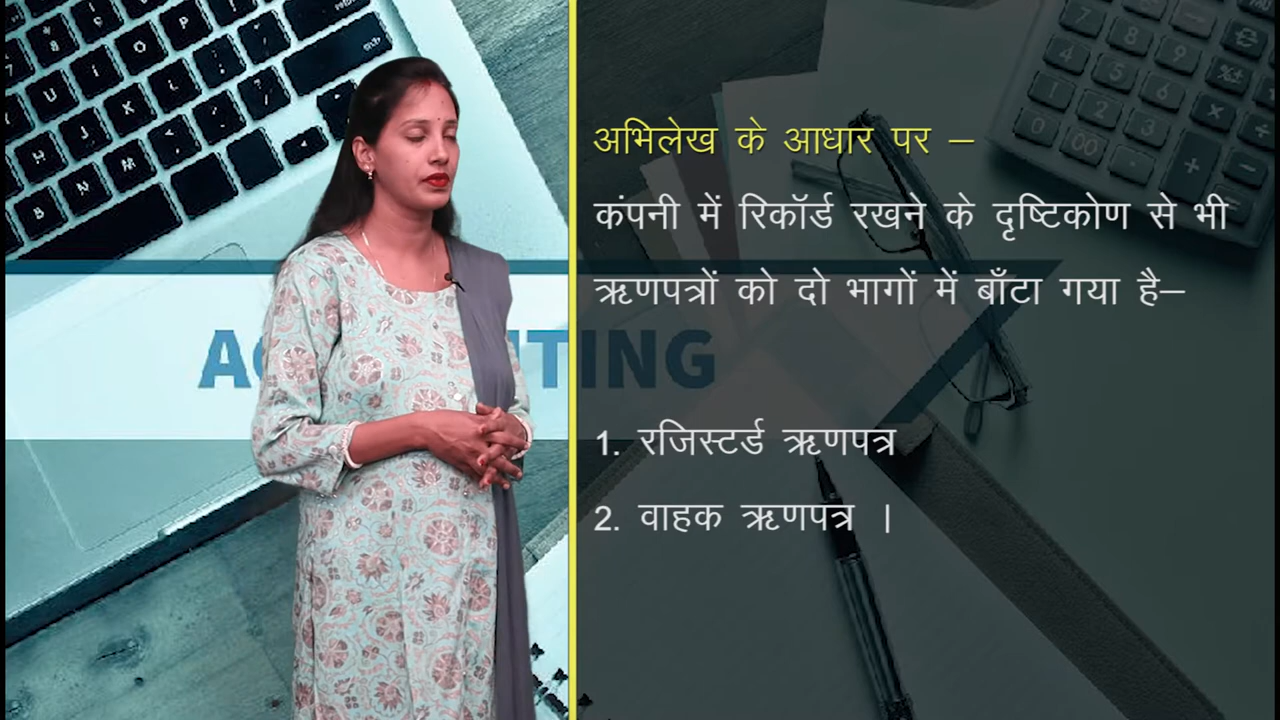 अभिलेख के आधार पर –
कंपनी में रिकॉर्ड रखने के दृष्टिकोण से भी
ऋणपत्रों को दो भागों में बाँटा गया है–
1. रजिस्टर्ड ऋणपत्र
2. वाहक ऋणपत्र ।